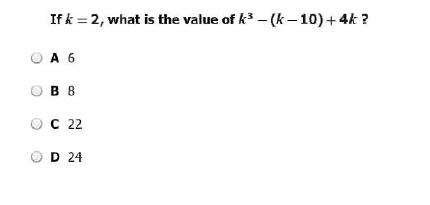 If k = 2, what is the value of k³ – (k – 10) + 4k ?
A 6
B 8
C 22
D 24